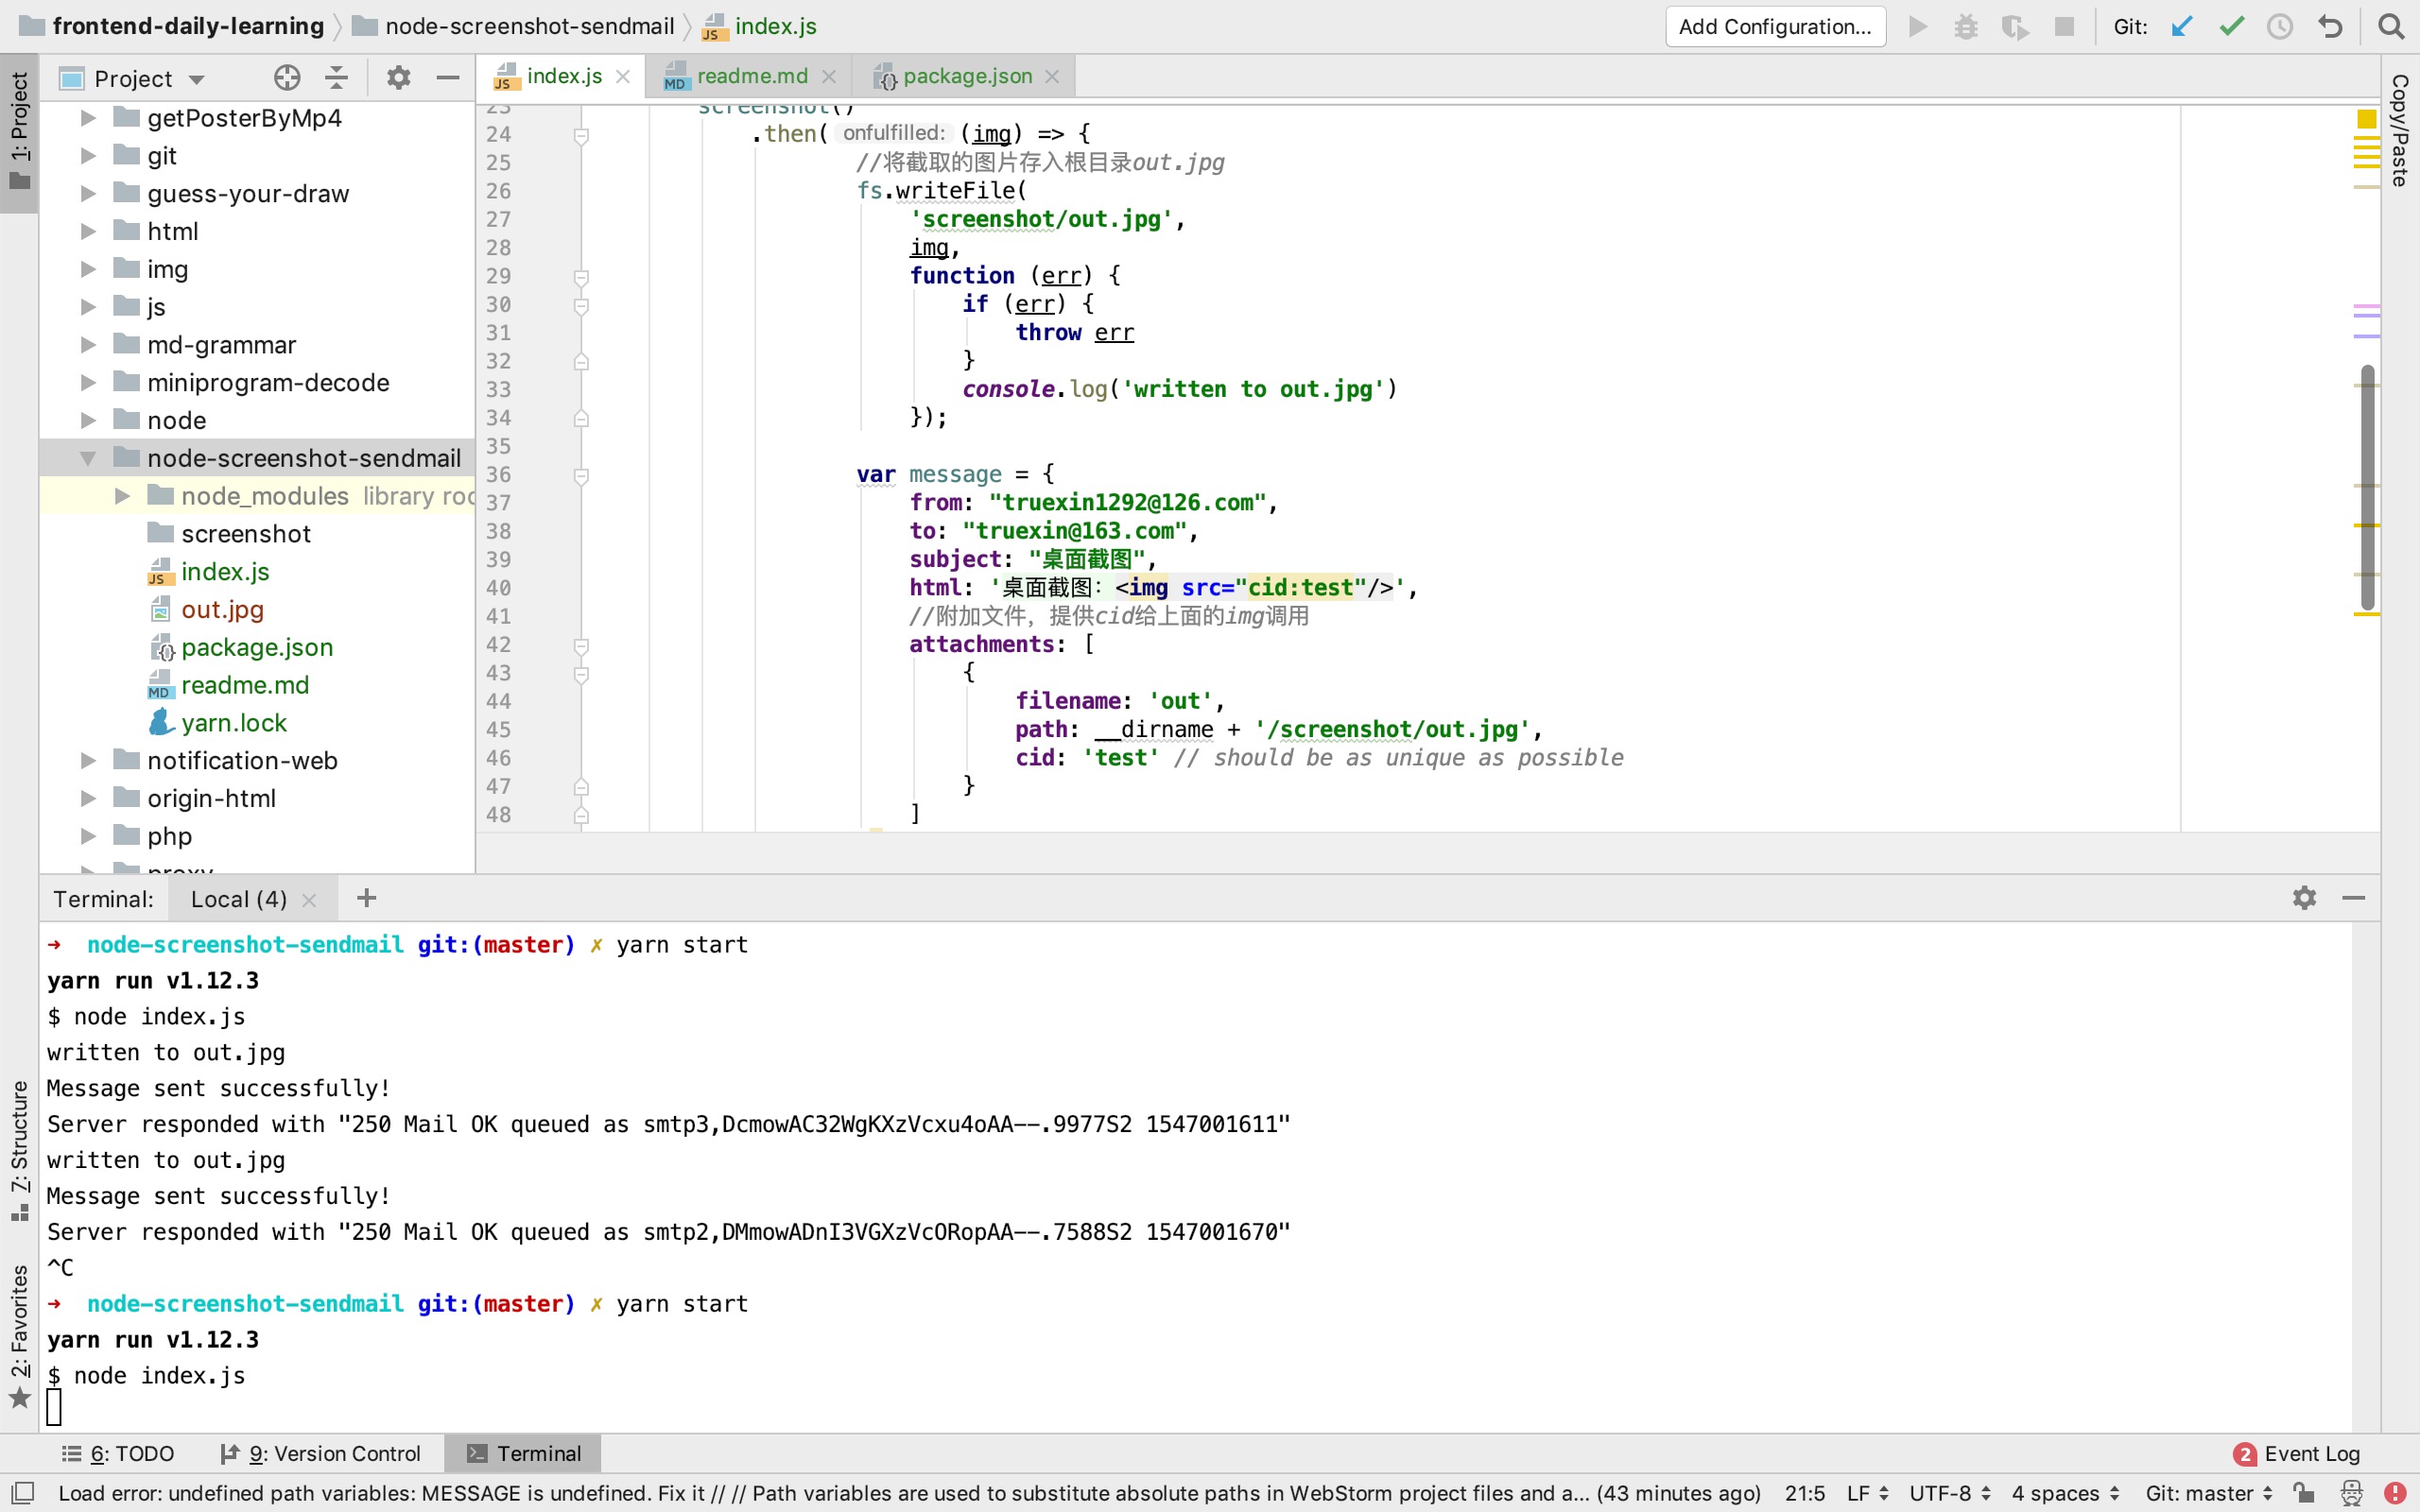 frontend-daily-learning node-screenshot-sendmail index.js Add Configuration... Git:
1: Project
Project
index.js readme.md package.json
Copy/Paste
getPosterByMp4
git
guess-your-draw
html
img
js
md-grammar
miniprogram-decode
node
node-screenshot-sendmail
node_modules library roo
screenshot
index.js
out.jpg
package.json
readme.md
yarn.lock
notification-web
origin-html
php
proxy
23 screenshot()
24 .then( onfulfilled: (img) => {
25 //将截取的图片存入根目录out.jpg
26 fs.writeFile(
27 'screenshot/out.jpg',
28 img,
29 function (err) {
30 if (err) {
31 throw err
32 }
33 console.log('written to out.jpg')
34 });
35
36 var message = {
37 from: "truexin1292@126.com",
38 to: "truexin@163.com",
39 subject: "桌面截图",
40 html: '桌面截图：<img src="cid:test"/>',
41 //附加文件，提供cid给上面的img调用
42 attachments: [
43 {
44 filename: 'out',
45 path: __dirname + '/screenshot/out.jpg',
46 cid: 'test' // should be as unique as possible
47 }
48 ]
Terminal: Local (4)
→ node-screenshot-sendmail git:(master) ✗ yarn start
yarn run v1.12.3
$ node index.js
written to out.jpg
Message sent successfully!
Server responded with "250 Mail OK queued as smtp3,DcmowAC32WgKXzVcxu4oAA--.9977S2 1547001611"
written to out.jpg
Message sent successfully!
Server responded with "250 Mail OK queued as smtp2,DMmowADnI3VGXzVcORopAA--.7588S2 1547001670"
^C
→ node-screenshot-sendmail git:(master) ✗ yarn start
yarn run v1.12.3
$ node index.js
7: Structure
2: Favorites
6: TODO 9: Version Control Terminal 2 Event Log
Load error: undefined path variables: MESSAGE is undefined. Fix it // // Path variables are used to substitute absolute paths in WebStorm project files and a... (43 minutes ago) 21:5 LF UTF-8 4 spaces Git: master